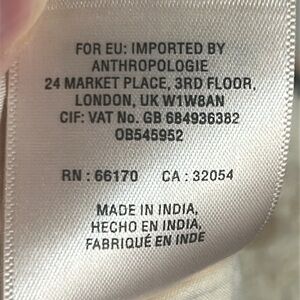 FOR EU: IMPORTED BY
ANTHROPOLOGIE
24 MARKET PLACE, 3RD FLOOR,
LONDON, UK W1W8AN
CIF: VAT No. GB 684936382
OB545952
RN : 66170 CA : 32054
MADE IN INDIA,
HECHO EN INDIA,
FABRIQUÉ EN INDE